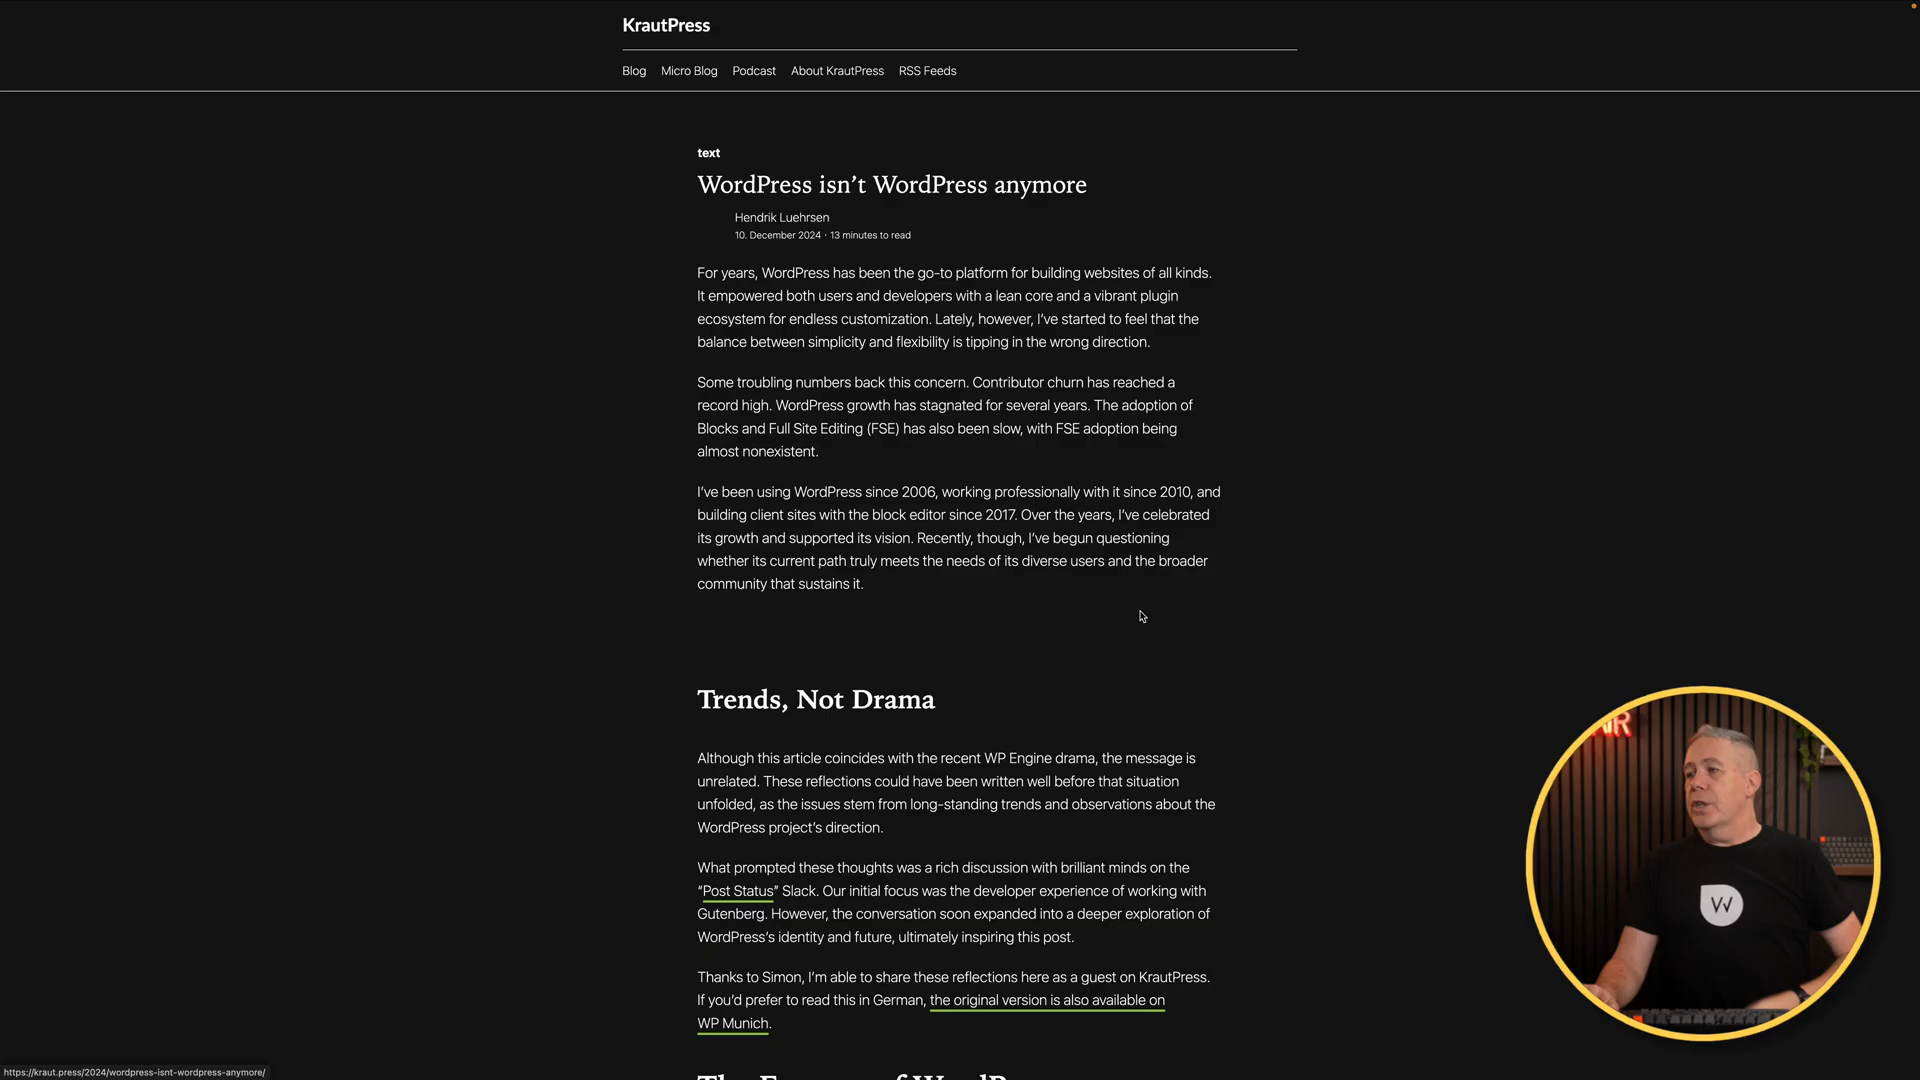 KrautPress
Blog Micro Blog Podcast About KrautPress RSS Feeds
text
WordPress isn’t WordPress anymore
Hendrik Luehrsen
10. December 2024 · 13 minutes to read
For years, WordPress has been the go-to platform for building websites of all kinds.
It empowered both users and developers with a lean core and a vibrant plugin
ecosystem for endless customization. Lately, however, I’ve started to feel that the
balance between simplicity and flexibility is tipping in the wrong direction.
Some troubling numbers back this concern. Contributor churn has reached a
record high. WordPress growth has stagnated for several years. The adoption of
Blocks and Full Site Editing (FSE) has also been slow, with FSE adoption being
almost nonexistent.
I’ve been using WordPress since 2006, working professionally with it since 2010, and
building client sites with the block editor since 2017. Over the years, I’ve celebrated
its growth and supported its vision. Recently, though, I’ve begun questioning
whether its current path truly meets the needs of its diverse users and the broader
community that sustains it.
Trends, Not Drama
Although this article coincides with the recent WP Engine drama, the message is
unrelated. These reflections could have been written well before that situation
unfolded, as the issues stem from long-standing trends and observations about the
WordPress project’s direction.
What prompted these thoughts was a rich discussion with brilliant minds on the
“Post Status” Slack. Our initial focus was the developer experience of working with
Gutenberg. However, the conversation soon expanded into a deeper exploration of
WordPress’s identity and future, ultimately inspiring this post.
Thanks to Simon, I’m able to share these reflections here as a guest on KrautPress.
If you’d prefer to read this in German, the original version is also available on
WP Munich.
W
https://kraut.press/2024/wordpress-isnt-wordpress-anymore/